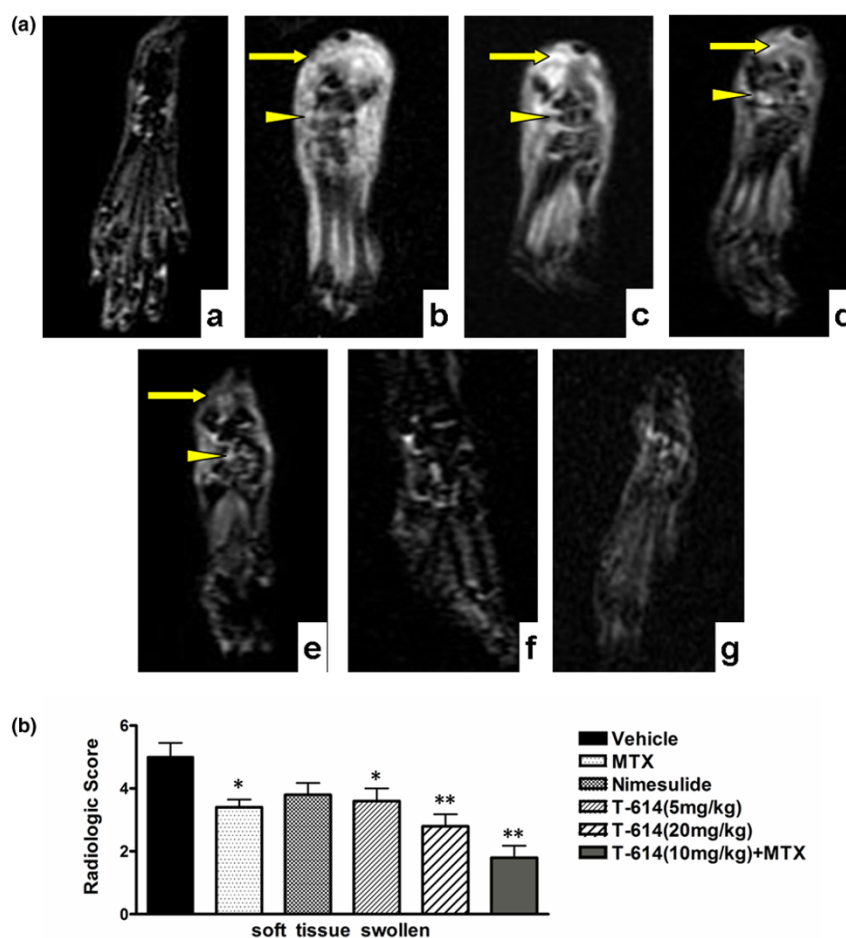 (a)
a
b
c
d
e
f
g
(b)
6
4
2
0
Radiologic Score
*
*
**
**
soft tissue swollen
Vehicle
MTX
Nimesulide
T-614(5mg/kg)
T-614(20mg/kg)
T-614(10mg/kg)+MTX